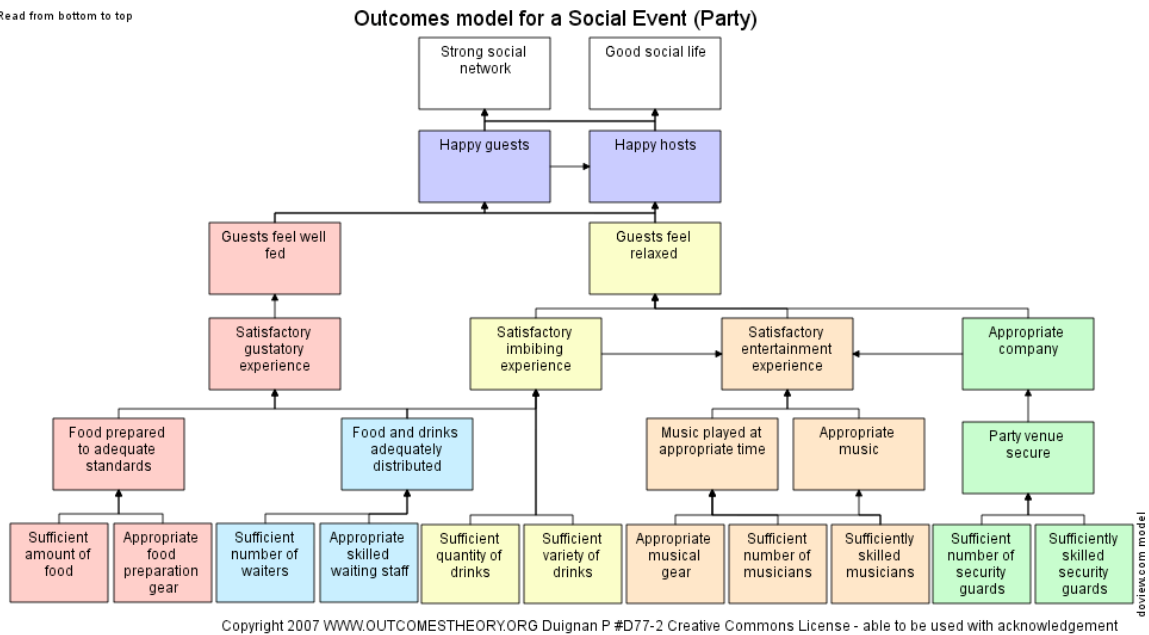 Read from bottom to top
Outcomes model for a Social Event (Party)
Strong social
network
Good social life
Happy guests
Happy hosts
Guests feel well
fed
Guests feel
relaxed
Satisfactory
gustatory
experience
Satisfactory
imbibing
experience
Satisfactory
entertainment
experience
Appropriate
company
Food prepared
to adequate
standards
Food and drinks
adequately
distributed
Music played at
appropriate time
Appropriate
music
Party venue
secure
Sufficient
amount of
food
Appropriate
food
preparation
gear
Sufficient
number of
waiters
Appropriate
skilled
waiting staff
Sufficient
quantity of
drinks
Sufficient
variety of
drinks
Appropriate
musical
gear
Sufficient
number of
musicians
Sufficiently
skilled
musicians
Sufficient
number of
security
guards
Sufficiently
skilled
security
guards
doview.com model
Copyright 2007 WWW.OUTCOMESTHEORY.ORG Duignan P #D77-2 Creative Commons License - able to be used with acknowledgement